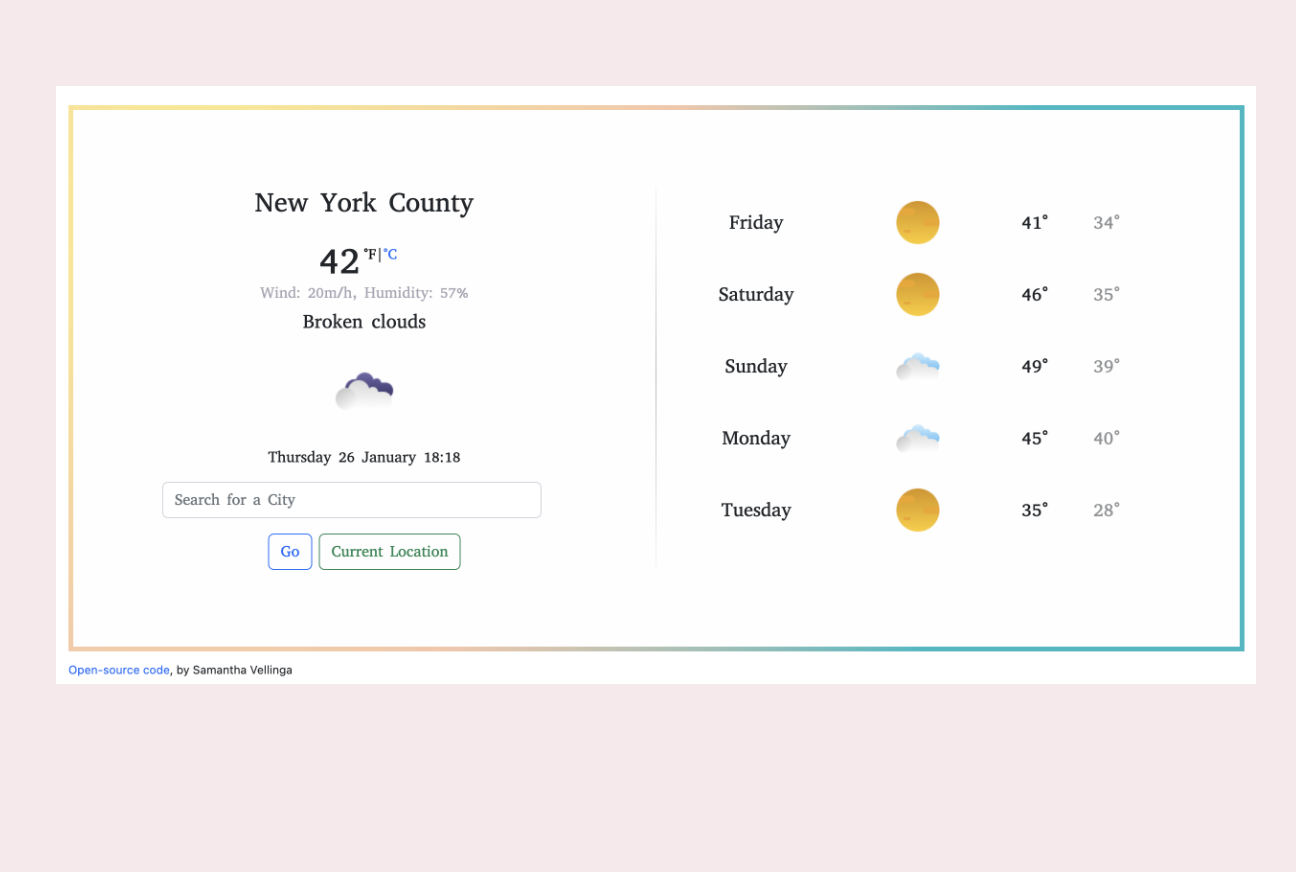 New York County
42 °F|°C
Wind: 20m/h, Humidity: 57%
Broken clouds
Thursday 26 January 18:18
Search for a City
Go Current Location
Friday 41° 34°
Saturday 46° 35°
Sunday 49° 39°
Monday 45° 40°
Tuesday 35° 28°
Open-source code, by Samantha Vellinga